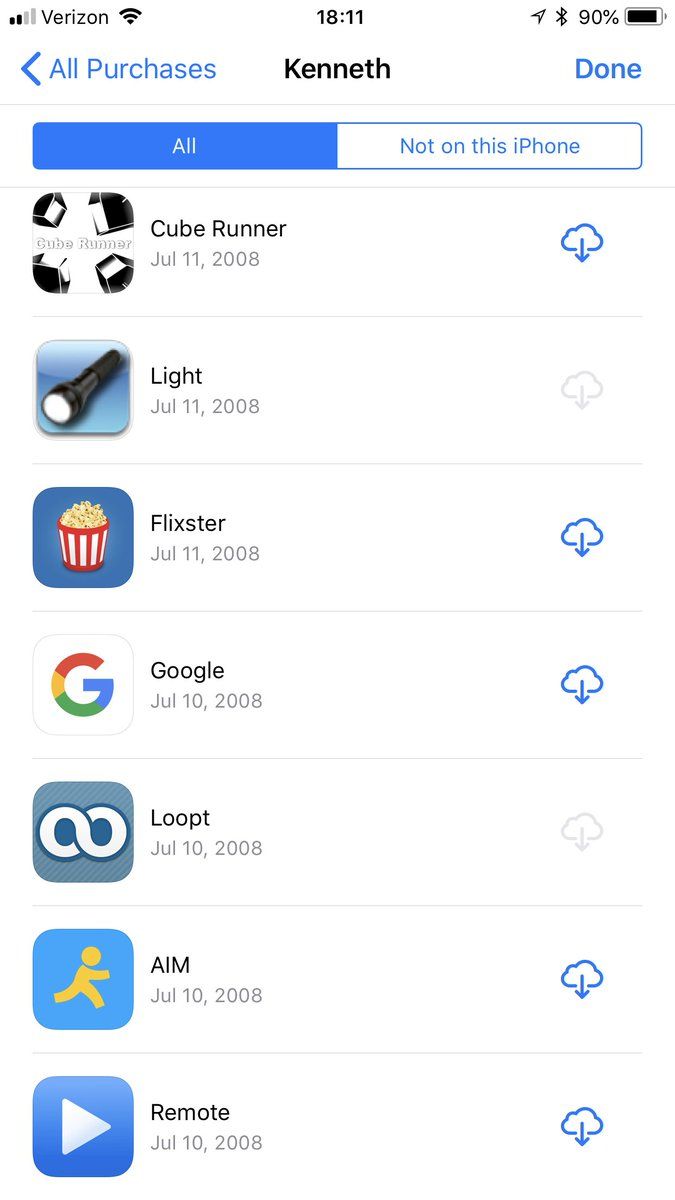 Verizon 18:11 90%
All Purchases Kenneth Done
All Not on this iPhone
Cube Runner
Cube Runner
Jul 11, 2008
Light
Jul 11, 2008
Flixster
Jul 11, 2008
Google
Jul 10, 2008
Loopt
Jul 10, 2008
AIM
Jul 10, 2008
Remote
Jul 10, 2008